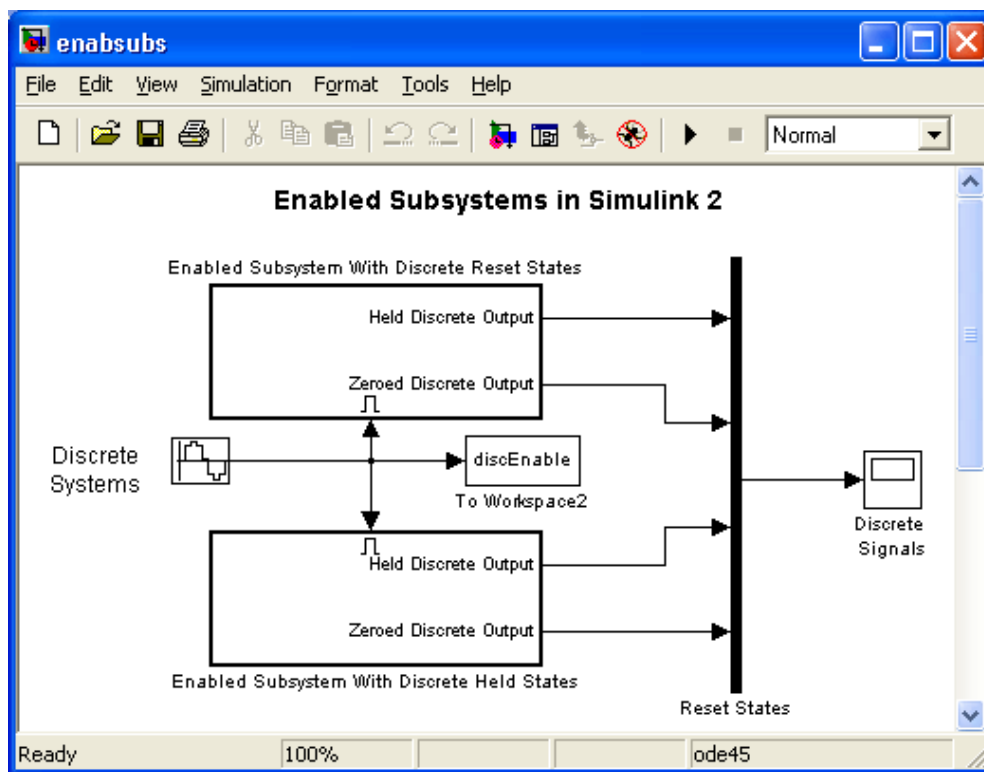 enabsubs
File Edit View Simulation Format Tools Help
Normal
Enabled Subsystems in Simulink 2
Enabled Subsystem With Discrete Reset States
Held Discrete Output
Zeroed Discrete Output
Discrete
Systems
discEnable
To Workspace2
Held Discrete Output
Zeroed Discrete Output
Enabled Subsystem With Discrete Held States
Discrete
Signals
Reset States
Ready 100% ode45